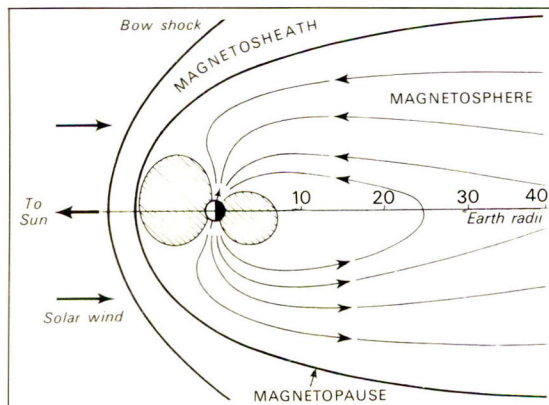 Bow shock
MAGNETOSHEATH
MAGNETOSPHERE
To
Sun
10 20 30 40
Earth radii
Solar wind
MAGNETOPAUSE